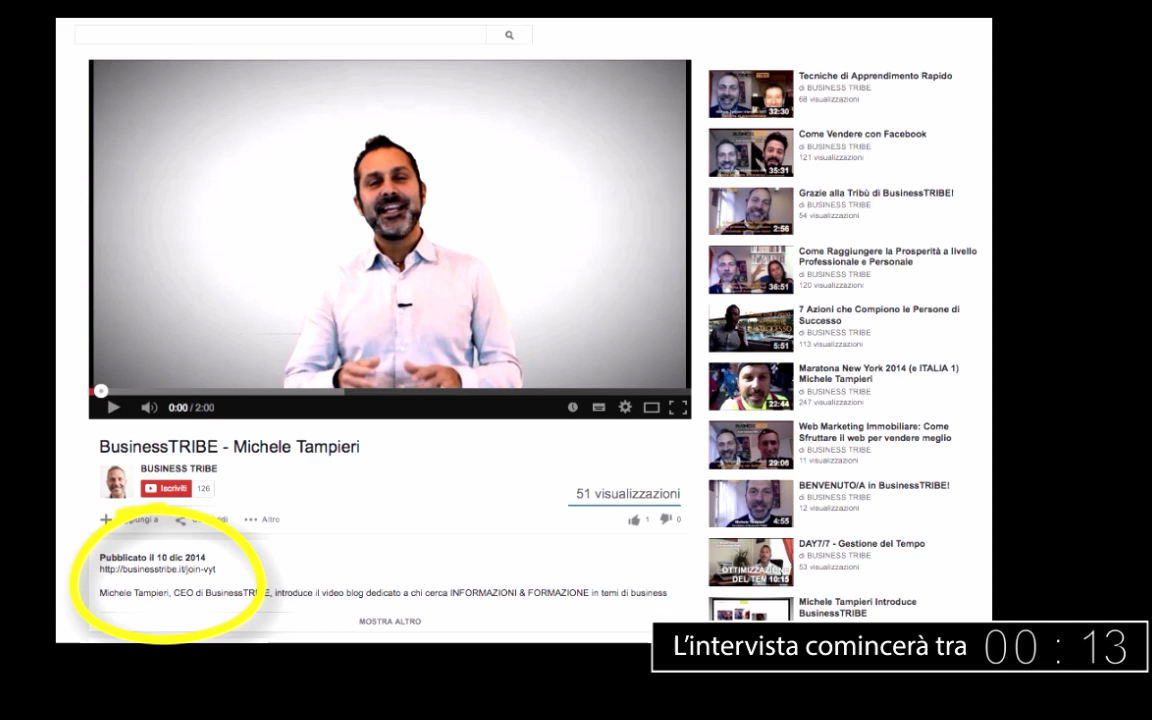 0:00 / 2:00
BusinessTRIBE - Michele Tampieri
BUSINESS TRIBE
Iscriviti 126
51 visualizzazioni
Altro
1 0
Pubblicato il 10 dic 2014
http://businesstribe.it/join-vyt
Michele Tampieri, CEO di BusinessTRIBE, introduce il video blog dedicato a chi cerca INFORMAZIONI & FORMAZIONE in temi di business
MOSTRA ALTRO
32:30
Tecniche di Apprendimento Rapido
di BUSINESS TRIBE
68 visualizzazioni
35:31
Come Vendere con Facebook
di BUSINESS TRIBE
121 visualizzazioni
2:56
Grazie alla Tribù di BusinessTRIBE!
di BUSINESS TRIBE
54 visualizzazioni
36:51
Come Raggiungere la Prosperità a livello
Professionale e Personale
di BUSINESS TRIBE
120 visualizzazioni
5:51
7 Azioni che Compiono le Persone di
Successo
di BUSINESS TRIBE
113 visualizzazioni
22:44
Maratona New York 2014 (e ITALIA 1)
Michele Tampieri
di BUSINESS TRIBE
247 visualizzazioni
29:06
Web Marketing Immobiliare: Come
Sfruttare il web per vendere meglio
di BUSINESS TRIBE
11 visualizzazioni
4:55
BENVENUTO/A in BusinessTRIBE!
di BUSINESS TRIBE
12 visualizzazioni
OTTIMIZZAZIONE
DEL TEM 10:15
DAY7/7 - Gestione del Tempo
di BUSINESS TRIBE
53 visualizzazioni
Michele Tampieri Introduce
BusinessTRIBE
L'intervista comincerà tra 00 : 13